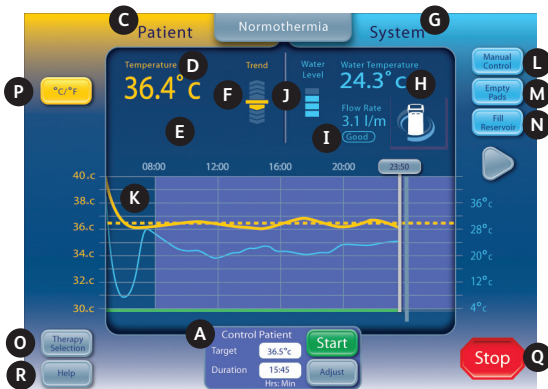 C
Patient
Normothermia
System
G
Temperature
D
36.4°c
Trend
F
J
E
Water
Level
Water Temperature
24.3°c
H
Flow Rate
3.1 l/m
I
Good
P
°C/°F
Manual
Control
L
Empty
Pads
M
Fill
Reservoir
N
08:00
12:00
16:00
20:00
23:50
K
40.c
38.c
36.c
34.c
32.c
30.c
36°c
28°c
20°c
12°c
4°c
A
Control Patient
Target
36.5°c
Start
Duration
15:45
Hrs: Min
Adjust
O
Therapy
Selection
R
Help
Stop
Q